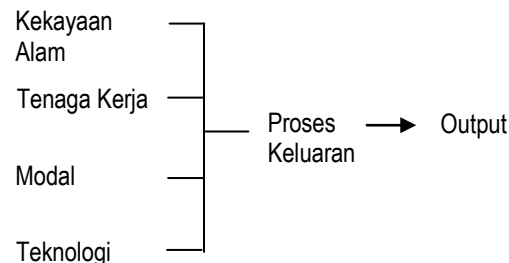 Kekayaan
Alam
Tenaga Kerja
Proses
Keluaran
Output
Modal
Teknologi